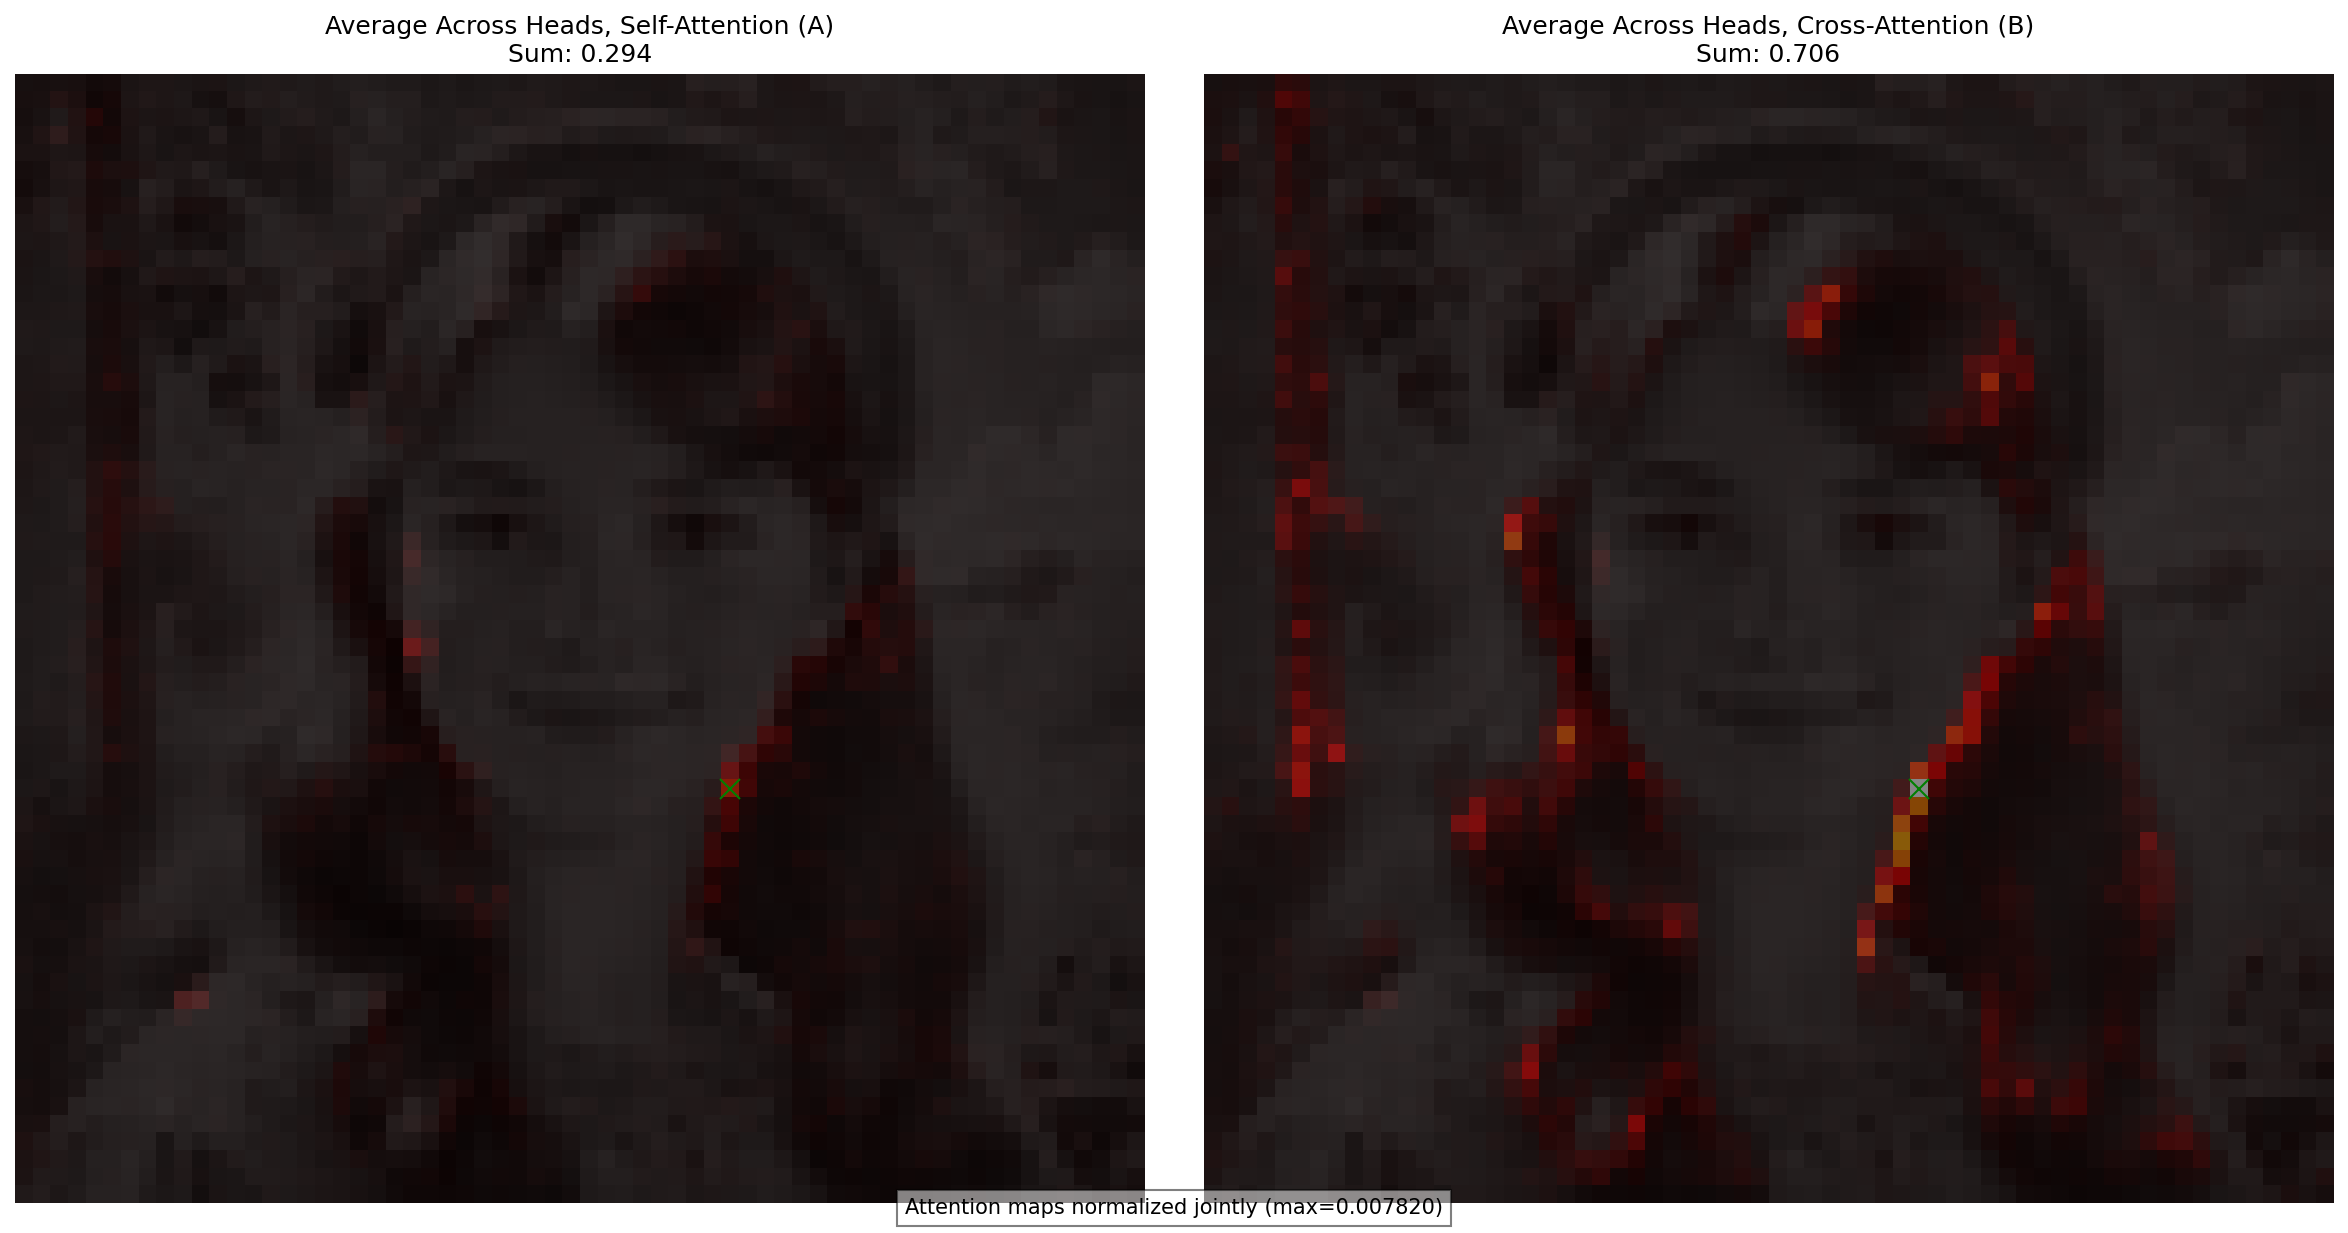 Average Across Heads, Self-Attention (A)
Sum: 0.294
Average Across Heads, Cross-Attention (B)
Sum: 0.706
Attention maps normalized jointly (max=0.007820)